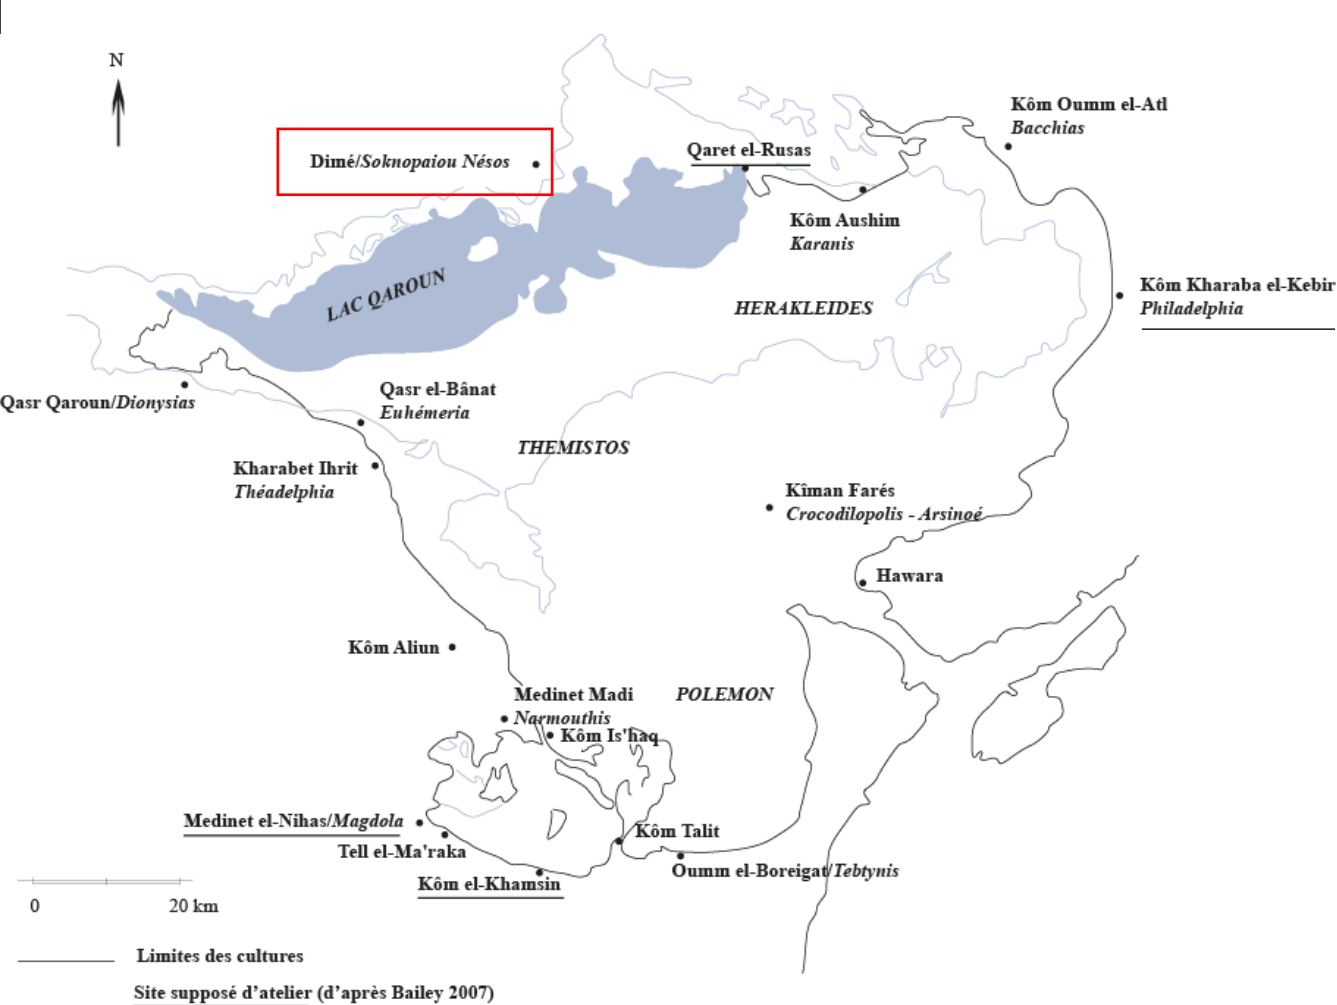 N
Kôm Oumm el-Atl
Bacchias
Qaret el-Rusas
Dimé/Soknopaiou Nésos
Kôm Aushim
Karanis
LAC QAROUN
HERAKLEIDES
Kôm Kharaba el-Kebir
Philadelphia
Qasr el-Bânat
Euhémeria
Qasr Qaroun/Dionysias
THEMISTOS
Kharabet Ihrit
Théadelphia
Kîman Farés
Crocodilopolis - Arsinoé
Hawara
Kôm Aliun
Medinet Madi
Narmouthis
POLEMON
Kôm Is'haq
Medinet el-Nihas/Magdola
Kôm Talit
Tell el-Ma'raka
Oumm el-Boreigat/Tebtynis
Kôm el-Khamsin
0 20 km
Limites des cultures
Site supposé d’atelier (d’après Bailey 2007)